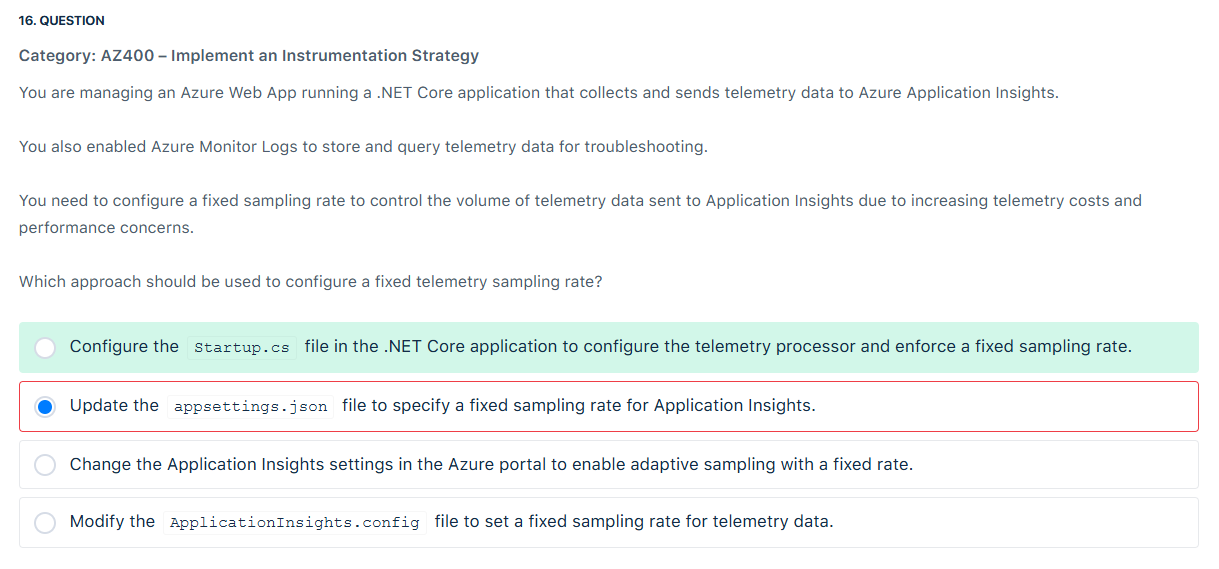 16. QUESTION
Category: AZ400 – Implement an Instrumentation Strategy
You are managing an Azure Web App running a .NET Core application that collects and sends telemetry data to Azure Application Insights.
You also enabled Azure Monitor Logs to store and query telemetry data for troubleshooting.
You need to configure a fixed sampling rate to control the volume of telemetry data sent to Application Insights due to increasing telemetry costs and
performance concerns.
Which approach should be used to configure a fixed telemetry sampling rate?
Configure the Startup.cs file in the .NET Core application to configure the telemetry processor and enforce a fixed sampling rate.
Update the appsettings.json file to specify a fixed sampling rate for Application Insights.
Change the Application Insights settings in the Azure portal to enable adaptive sampling with a fixed rate.
Modify the ApplicationInsights.config file to set a fixed sampling rate for telemetry data.